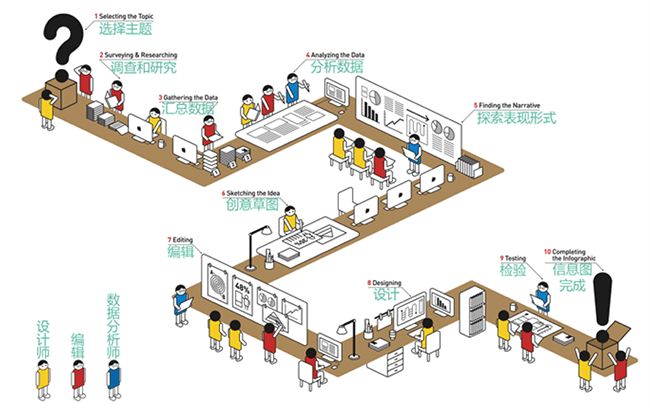 1 Selecting the Topic
选择主题
2 Surveying & Researching
调查和研究
3 Gathering the Data
汇总数据
4 Analyzing the Data
分析数据
5 Finding the Narrative
探索表现形式
6 Sketching the Idea
创意草图
7 Editing
编辑
48%
8 Designing
设计
9 Testing
检验
10 Completing
the Infographic
信息图
完成
设计师
编辑
数据分析师